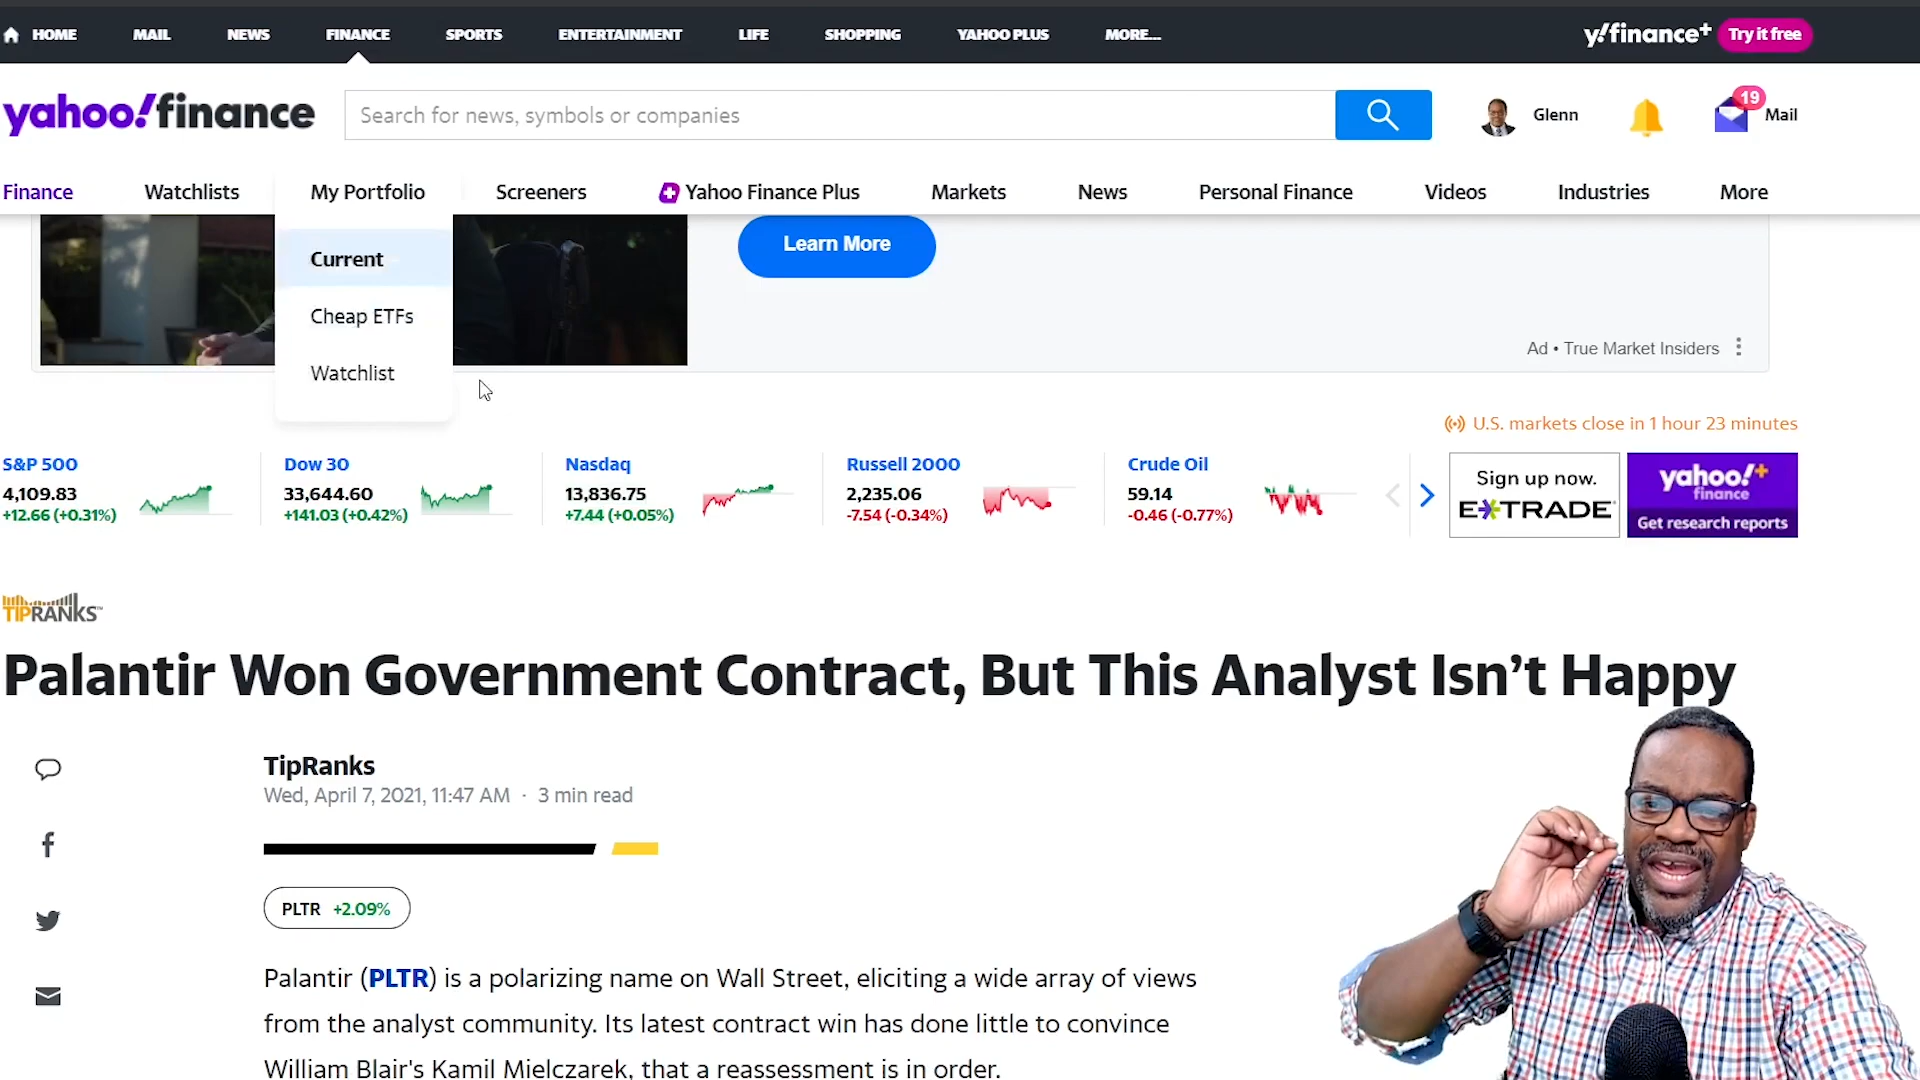 HOME MAIL NEWS FINANCE SPORTS ENTERTAINMENT LIFE SHOPPING YAHOO PLUS MORE... y!finance+ Try it free
yahoo!finance Search for news, symbols or companies Glenn 19 Mail
Finance Watchlists My Portfolio Screeners Yahoo Finance Plus Markets News Personal Finance Videos Industries More
Current
Cheap ETFs
Watchlist
Learn More
Ad • True Market Insiders
U.S. markets close in 1 hour 23 minutes
S&P 500
4,109.83
+12.66 (+0.31%)
Dow 30
33,644.60
+141.03 (+0.42%)
Nasdaq
13,836.75
+7.44 (+0.05%)
Russell 2000
2,235.06
-7.54 (-0.34%)
Crude Oil
59.14
-0.46 (-0.77%)
Sign up now.
E*TRADE
yahoo!+
finance
Get research reports
TIPRANKS™
Palantir Won Government Contract, But This Analyst Isn’t Happy
TipRanks
Wed, April 7, 2021, 11:47 AM · 3 min read
PLTR +2.09%
Palantir (PLTR) is a polarizing name on Wall Street, eliciting a wide array of views
from the analyst community. Its latest contract win has done little to convince
William Blair's Kamil Mielczarek, that a reassessment is in order.